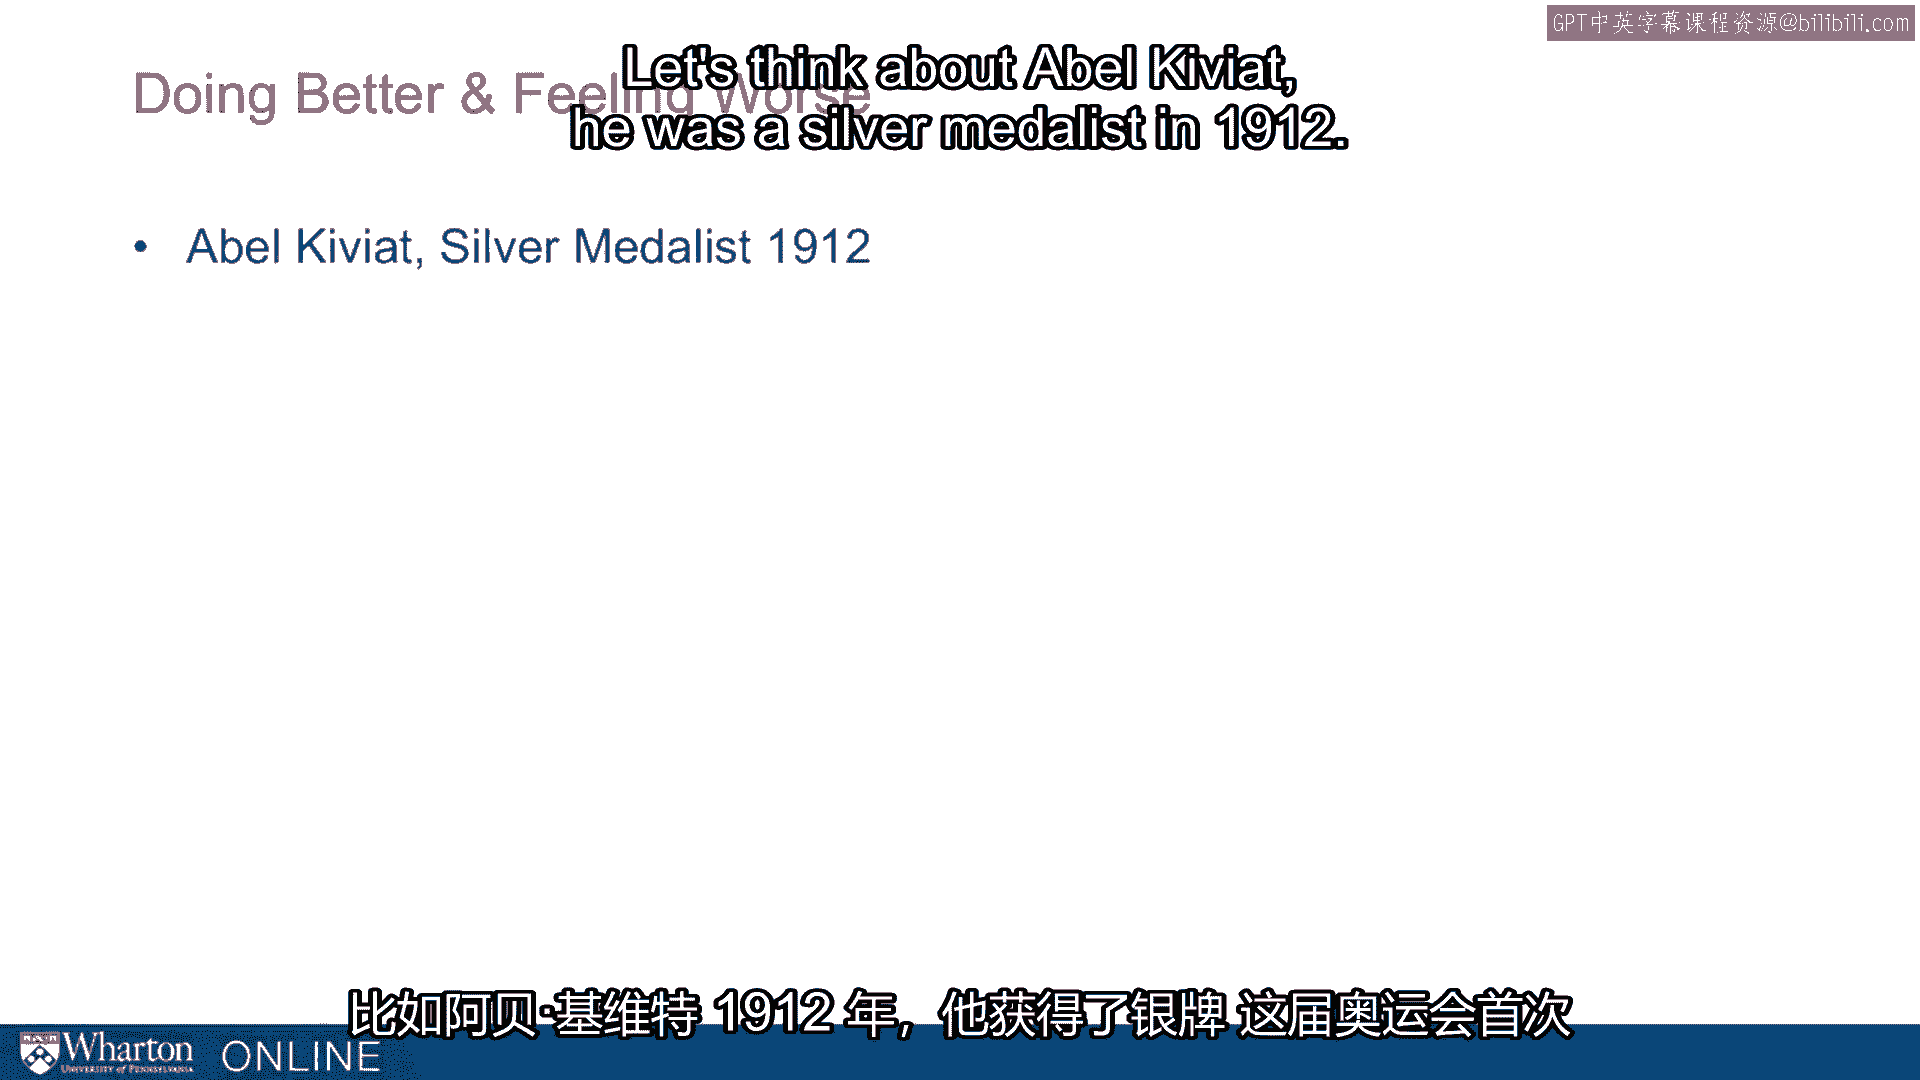 GPT中英字幕课程资源@bilibili.com
Let's think about Abel Kiviat,
he was a silver medalist in 1912.
Doing Better & Feeling Worse
• Abel Kiviat, Silver Medalist 1912
比如阿贝·基维特 1912 年，他获得了银牌 这届奥运会首次
Wharton ONLINE
UNIVERSITY of PENNSYLVANIA